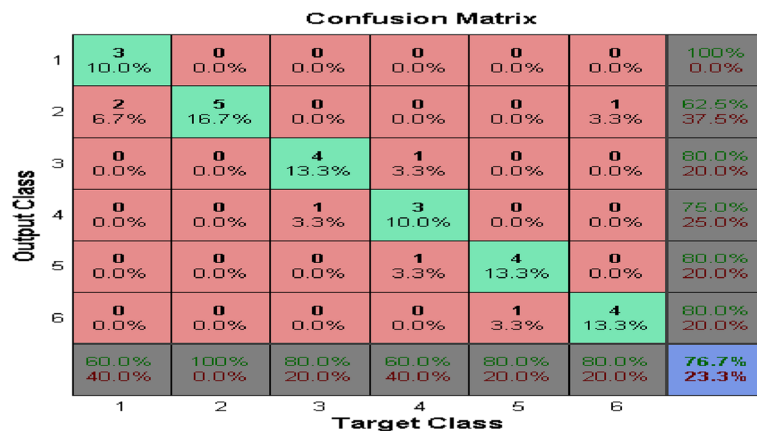 Confusion Matrix
1 3 0 0 0 0 0 100%
10.0% 0.0% 0.0% 0.0% 0.0% 0.0% 0.0%
2 2 5 0 0 0 1 62.5%
6.7% 16.7% 0.0% 0.0% 0.0% 3.3% 37.5%
3 0 0 4 1 0 0 80.0%
0.0% 0.0% 13.3% 3.3% 0.0% 0.0% 20.0%
4 0 0 1 3 0 0 75.0%
0.0% 0.0% 3.3% 10.0% 0.0% 0.0% 25.0%
5 0 0 0 1 4 0 80.0%
0.0% 0.0% 0.0% 3.3% 13.3% 0.0% 20.0%
6 0 0 0 0 1 4 80.0%
0.0% 0.0% 0.0% 0.0% 3.3% 13.3% 20.0%
60.0% 100% 80.0% 60.0% 80.0% 80.0% 76.7%
40.0% 0.0% 20.0% 40.0% 20.0% 20.0% 23.3%
1 2 3 4 5 6
Target Class
Output Class